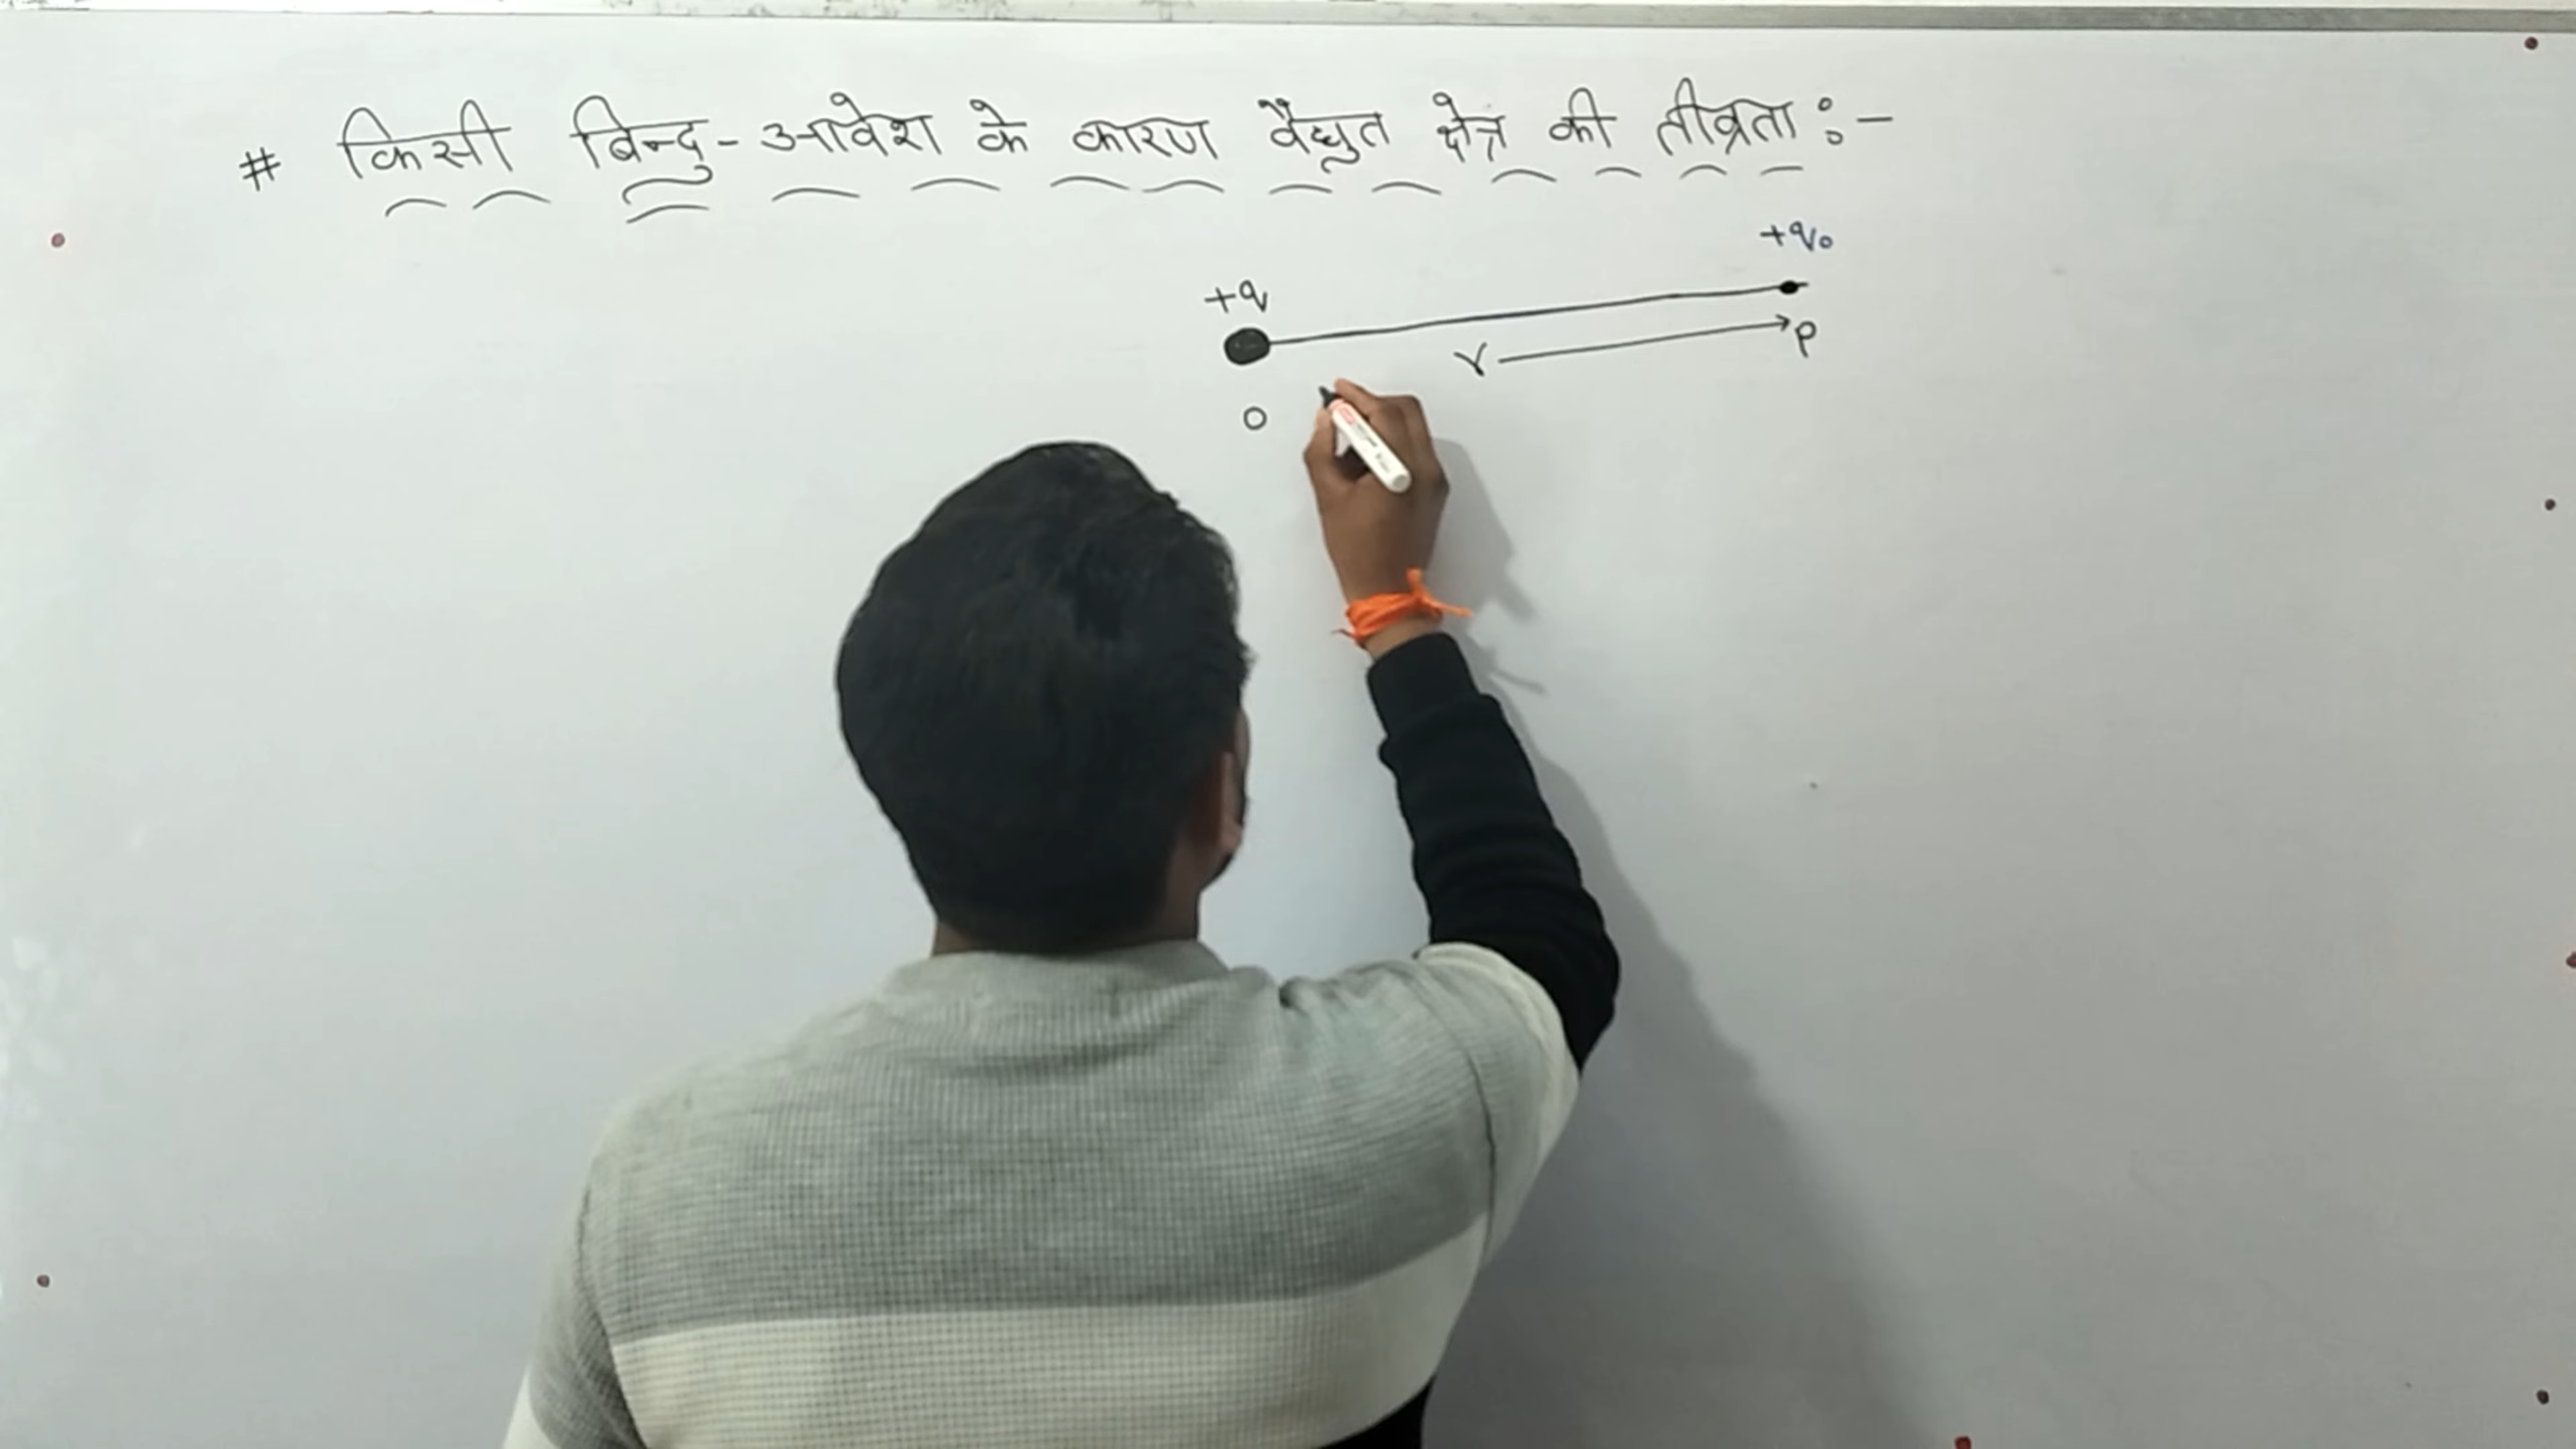 # किसी बिन्दु - आवेश के कारण वैद्युत क्षेत्र की तीव्रता :-
+q₀
+q
r
P
O